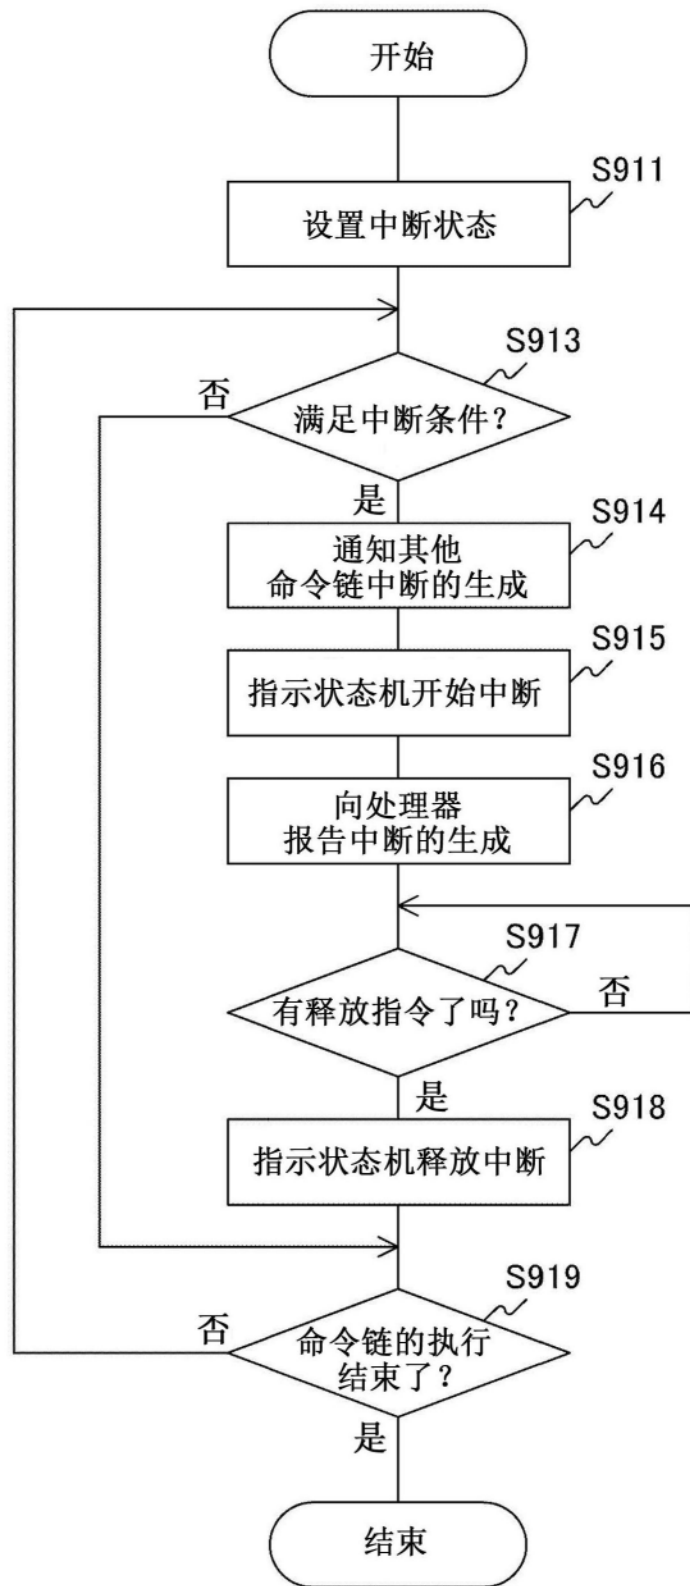 开始
S911
设置中断状态
S913
否
满足中断条件？
是
S914
通知其他
命令链中断的生成
S915
指示状态机开始中断
S916
向处理器
报告中断的生成
S917
有释放指令了吗？
否
是
S918
指示状态机释放中断
S919
否
命令链的执行
结束了？
是
结束